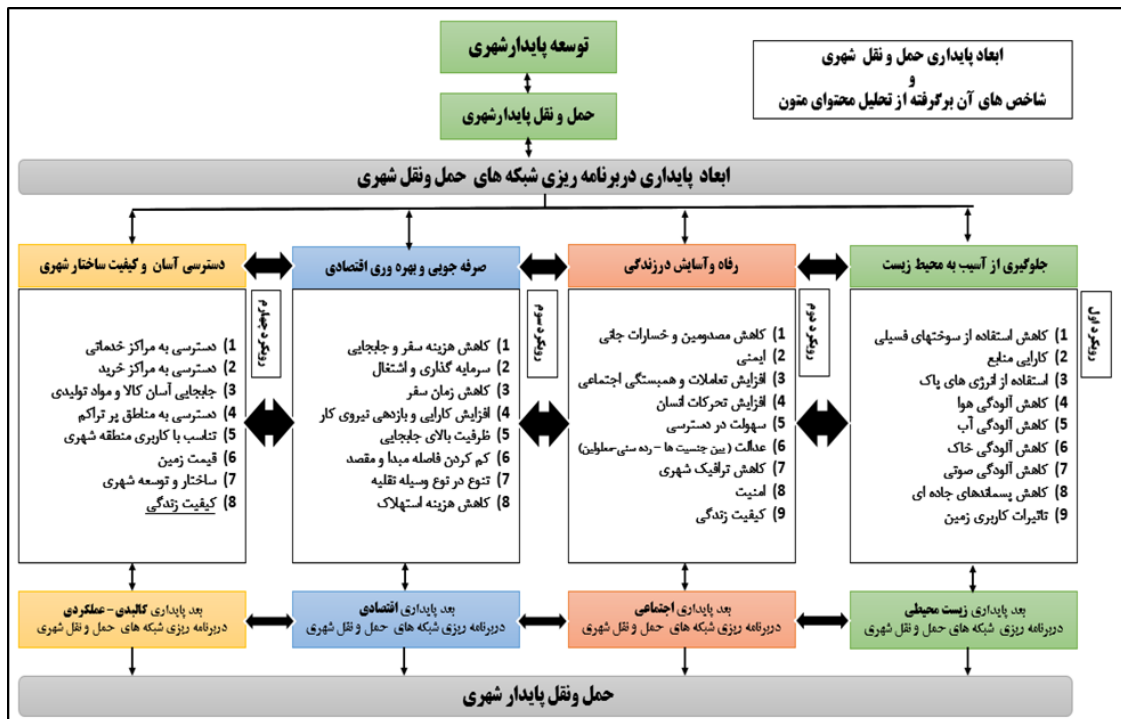 توسعه پایدارشهری
حمل و نقل پایدارشهری
ابعاد پایداری حمل و نقل شهری
و
شاخص های آن برگرفته از تحلیل محتوای متون
ابعاد پایداری دربرنامه ریزی شبکه های حمل ونقل شهری
جلوگیری از آسیب به محیط زیست
رویکرد اول
1) کاهش استفاده از سوختهای فسیلی
2) کارایی منابع
3) استفاده از انرژی های پاک
4) کاهش آلودگی هوا
5) کاهش آلودگی آب
6) کاهش آلودگی خاک
7) کاهش آلودگی صوتی
8) کاهش پسماندهای جاده ای
9) تاثیرات کاربری زمین
بعد پایداری زیست محیطی
دربرنامه ریزی شبکه های حمل و نقل شهری
رفاه وآسایش درزندگی
رویکرد دوم
1) کاهش مصدومین و خسارات جانی
2) ایمنی
3) افزایش تعاملات و همبستگی اجتماعی
4) افزایش تحرکات انسان
5) سهولت در دسترسی
6) عدالت (بین جنسیت ها – رده سنی-معلولین)
7) کاهش ترافیک شهری
8) امنیت
9) کیفیت زندگی
بعد پایداری اجتماعی
دربرنامه ریزی شبکه های حمل و نقل شهری
صرفه جویی و بهره وری اقتصادی
رویکرد سوم
1) کاهش هزینه سفر و جابجایی
2) سرمایه گذاری و اشتغال
3) کاهش زمان سفر
4) افزایش کارایی و بازدهی نیروی کار
5) ظرفیت بالای جابجایی
6) کم کردن فاصله مبدا و مقصد
7) تنوع در نوع وسیله نقلیه
8) کاهش هزینه استهلاک
بعد پایداری اقتصادی
دربرنامه ریزی شبکه های حمل و نقل شهری
دسترسی آسان و کیفیت ساختار شهری
رویکرد چهارم
1) دسترسی به مراکز خدماتی
2) دسترسی به مراکز خرید
3) جابجایی آسان کالا و مواد تولیدی
4) دسترسی به مناطق پر تراکم
5) تناسب با کاربری منطقه شهری
6) قیمت زمین
7) ساختار و توسعه شهری
8) کیفیت زندگی
بعد پایداری کالبدی - عملکردی
دربرنامه ریزی شبکه های حمل و نقل شهری
حمل ونقل پایدار شهری